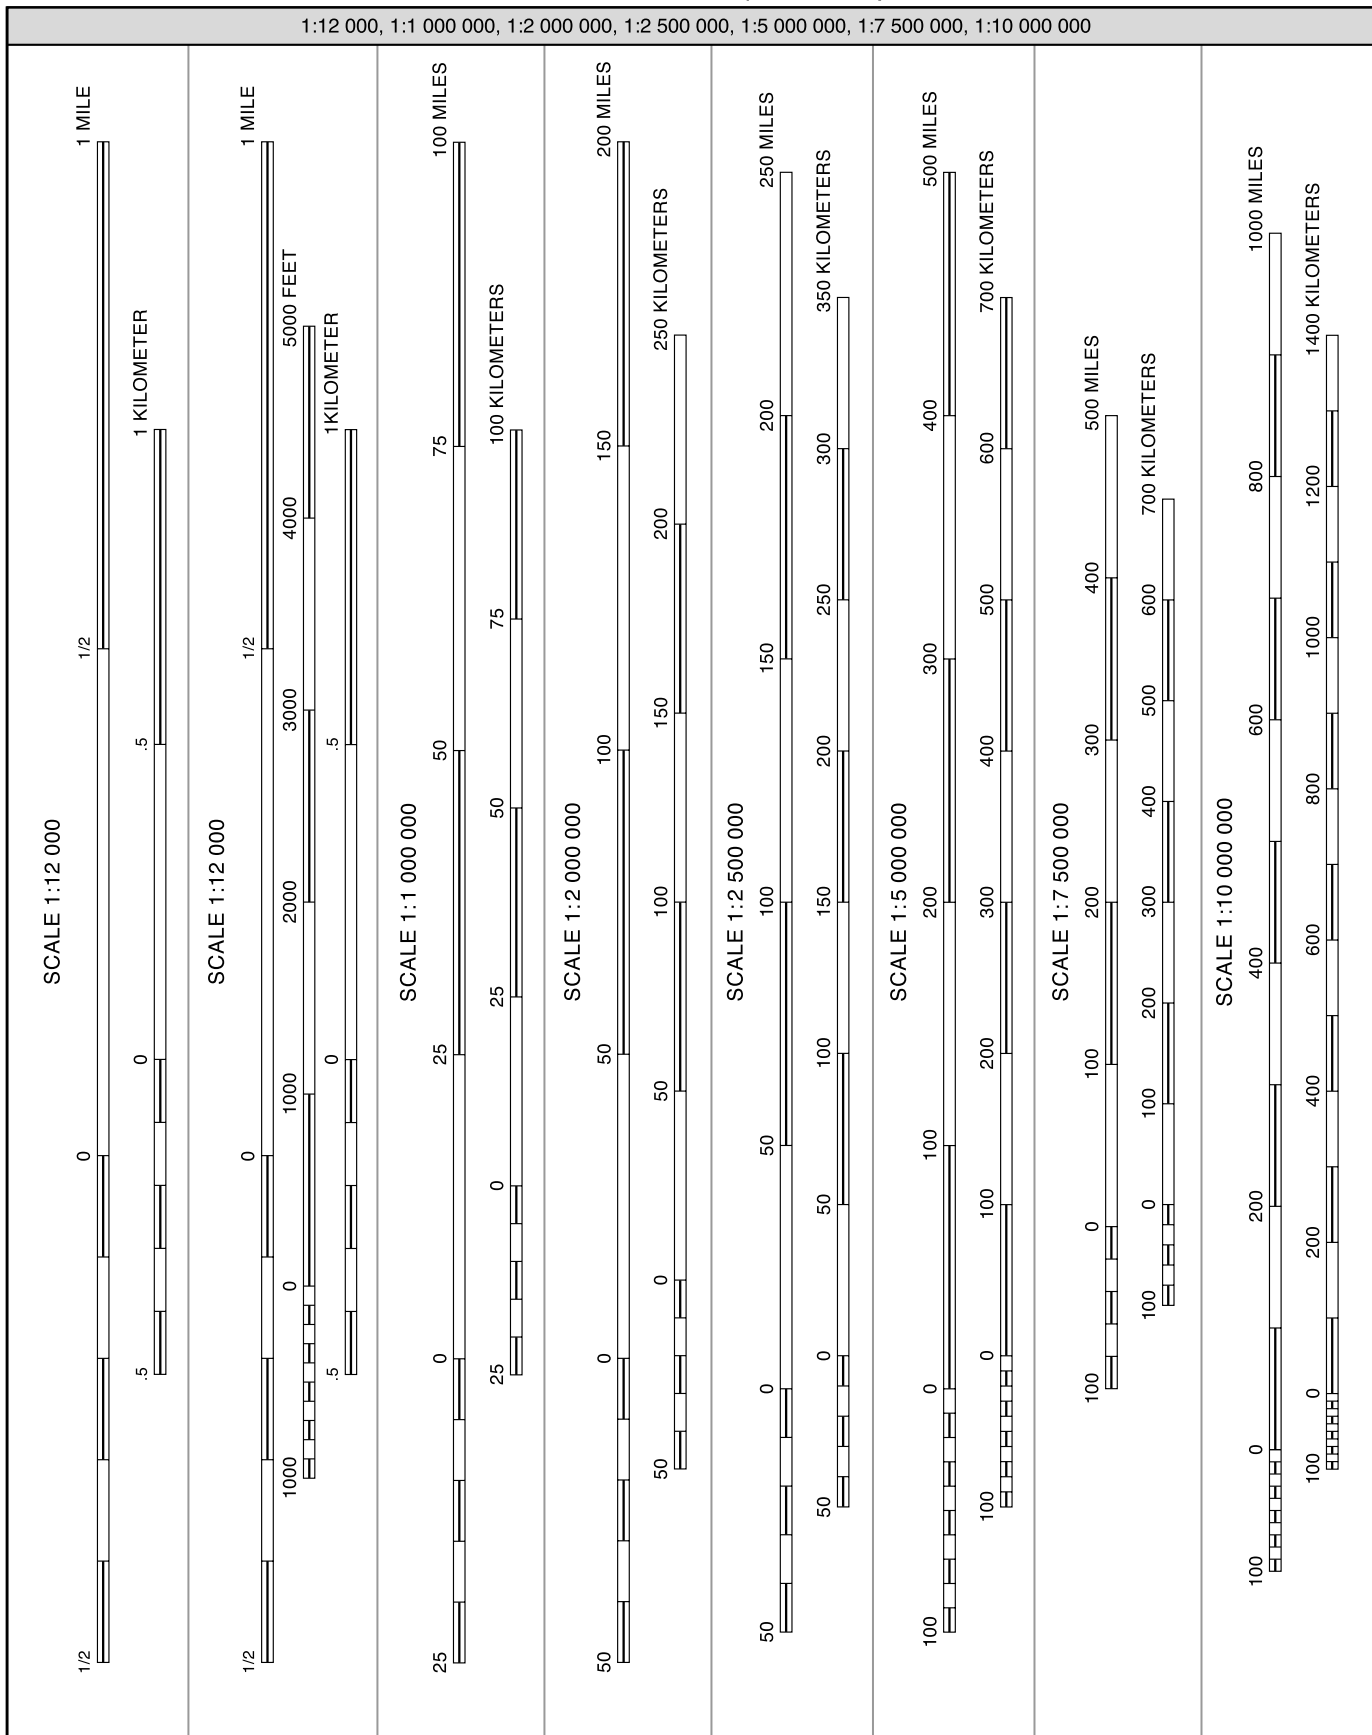 1:12 000, 1:1 000 000, 1:2 000 000, 1:2 500 000, 1:5 000 000, 1:7 500 000, 1:10 000 000
SCALE 1:12 000
1/2 0 1/2 1 MILE
.5 0 .5 1 KILOMETER
SCALE 1:12 000
1/2 0 1/2 1 MILE
1000 0 1000 2000 3000 4000 5000 FEET
.5 0 .5 1KILOMETER
SCALE 1:1 000 000
25 0 25 50 75 100 MILES
25 0 25 50 75 100 KILOMETERS
SCALE 1:2 000 000
50 0 50 100 150 200 MILES
50 0 50 100 150 200 250 KILOMETERS
SCALE 1:2 500 000
50 0 50 100 150 200 250 MILES
50 0 50 100 150 200 250 300 350 KILOMETERS
SCALE 1:5 000 000
100 0 100 200 300 400 500 MILES
100 0 100 200 300 400 500 600 700 KILOMETERS
SCALE 1:7 500 000
100 0 100 200 300 400 500 MILES
100 0 100 200 300 400 500 600 700 KILOMETERS
SCALE 1:10 000 000
100 0 200 400 600 800 1000 MILES
100 0 200 400 600 800 1000 1200 1400 KILOMETERS